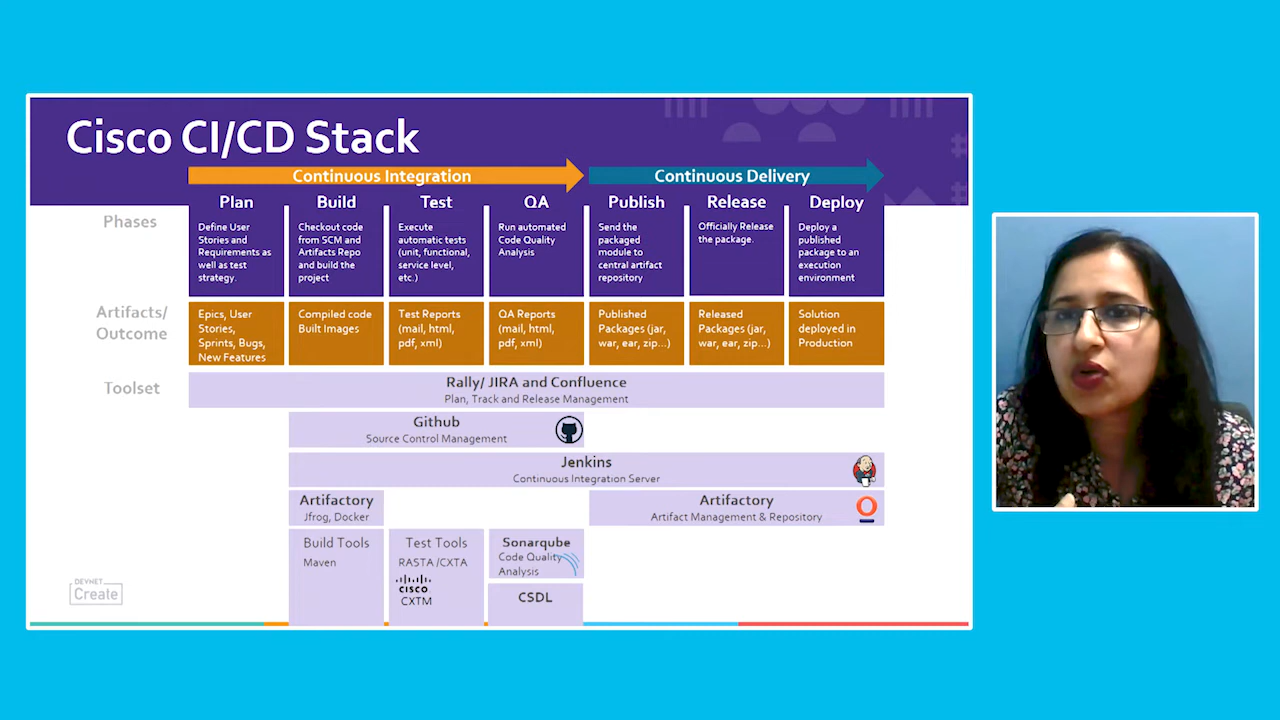 Cisco CI/CD Stack
Continuous Integration
Continuous Delivery
Plan
Build
Test
QA
Publish
Release
Deploy
Phases
Define User
Stories and
Requirements as
well as test
strategy.
Checkout code
from SCM and
Artifacts Repo
and build the
project
Execute
automatic tests
(unit, functional,
service level,
etc.)
Run automated
Code Quality
Analysis
Send the
packaged
module to
central artifact
repository
Officially Release
the package.
Deploy a
published
package to an
execution
environment
Artifacts/
Outcome
Epics, User
Stories,
Sprints, Bugs,
New Features
Compiled code
Built Images
Test Reports
(mail, html,
pdf, xml)
QA Reports
(mail, html,
pdf, xml)
Published
Packages (jar,
war, ear, zip...)
Released
Packages (jar,
war, ear, zip...)
Solution
deployed in
Production
Toolset
Rally/ JIRA and Confluence
Plan, Track and Release Management
Github
Source Control Management
Jenkins
Continuous Integration Server
Artifactory
Jfrog, Docker
Artifactory
Artifact Management & Repository
Build Tools
Maven
Test Tools
RASTA /CXTA
CISCO
CXTM
Sonarqube
Code Quality
Analysis
CSDL
DEVNET
Create